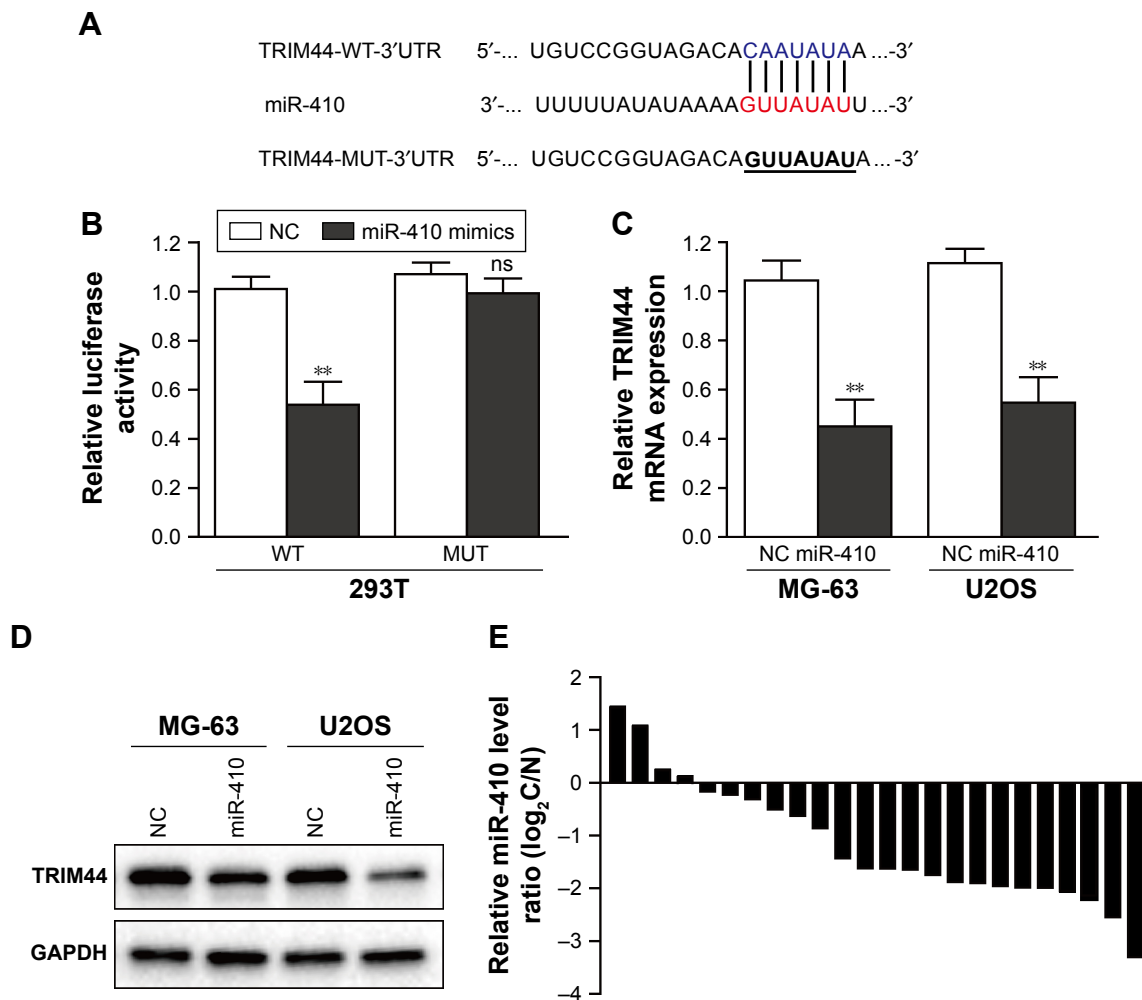 A
TRIM44-WT-3′UTR 5′-... UGUCCGGUAGACACAAUAUAA ...-3′
miR-410 3′-... UUUUUAUAUAAAAGUUAUAUU ...-3′
TRIM44-MUT-3′UTR 5′-... UGUCCGGUAGACAGUUAUAUA ...-3′
B
NC miR-410 mimics
Relative luciferase
activity
1.2
1.0
0.8
0.6
0.4
0.2
0.0
**
ns
WT MUT
293T
C
Relative TRIM44
mRNA expression
1.2
1.0
0.8
0.6
0.4
0.2
0.0
**
**
NC miR-410 NC miR-410
MG-63 U2OS
D
MG-63 U2OS
NC miR-410 NC miR-410
TRIM44
GAPDH
E
Relative miR-410 level
ratio (log₂C/N)
2
1
0
–1
–2
–3
–4